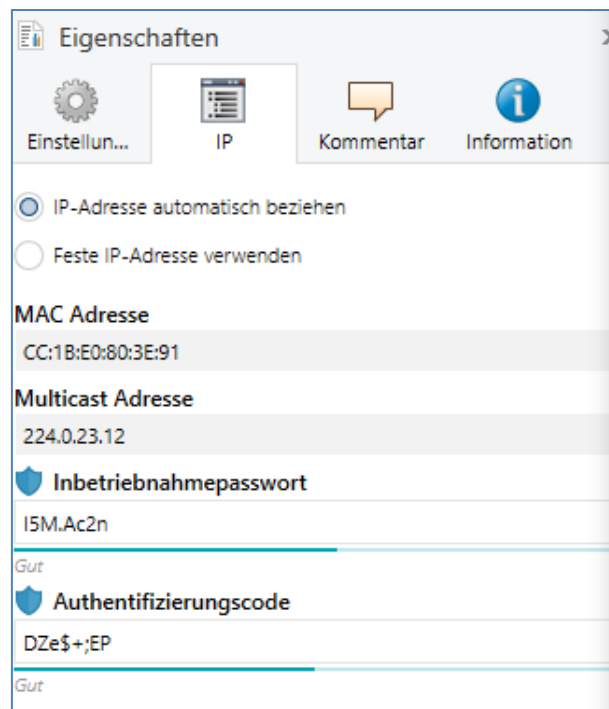 Eigenschaften
Einstellun... IP Kommentar Information
IP-Adresse automatisch beziehen
Feste IP-Adresse verwenden
MAC Adresse
CC:1B:E0:80:3E:91
Multicast Adresse
224.0.23.12
Inbetriebnahmepasswort
I5M.Ac2n
Gut
Authentifizierungscode
DZe$+;EP
Gut